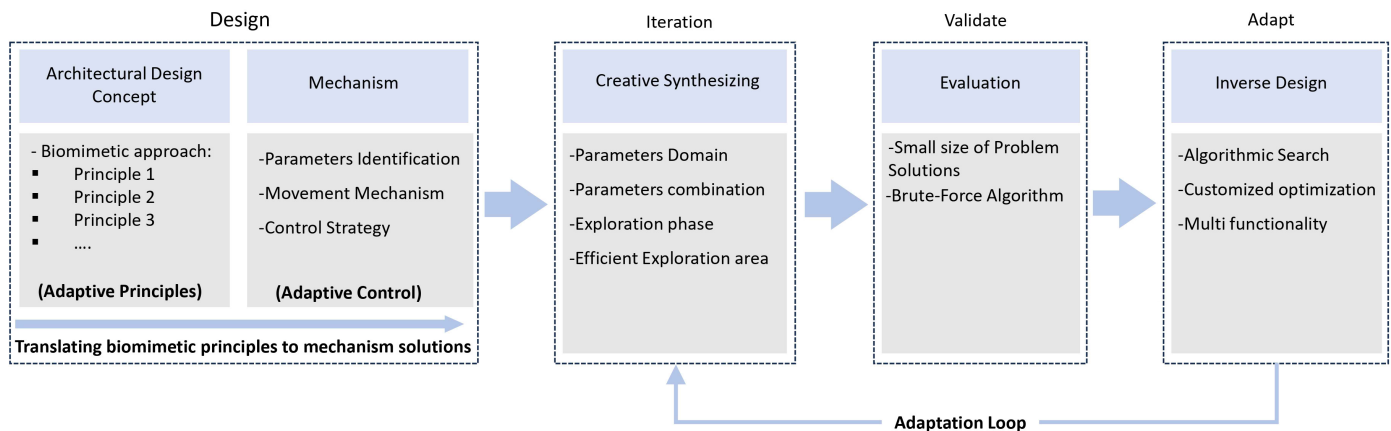 Design
Architectural Design
Concept
- Biomimetic approach:
▪ Principle 1
▪ Principle 2
▪ Principle 3
▪ ....
(Adaptive Principles)
Mechanism
-Parameters Identification
-Movement Mechanism
-Control Strategy
(Adaptive Control)
Translating biomimetic principles to mechanism solutions
Iteration
Creative Synthesizing
-Parameters Domain
-Parameters combination
-Exploration phase
-Efficient Exploration area
Validate
Evaluation
-Small size of Problem
Solutions
-Brute-Force Algorithm
Adapt
Inverse Design
-Algorithmic Search
-Customized optimization
-Multi functionality
Adaptation Loop